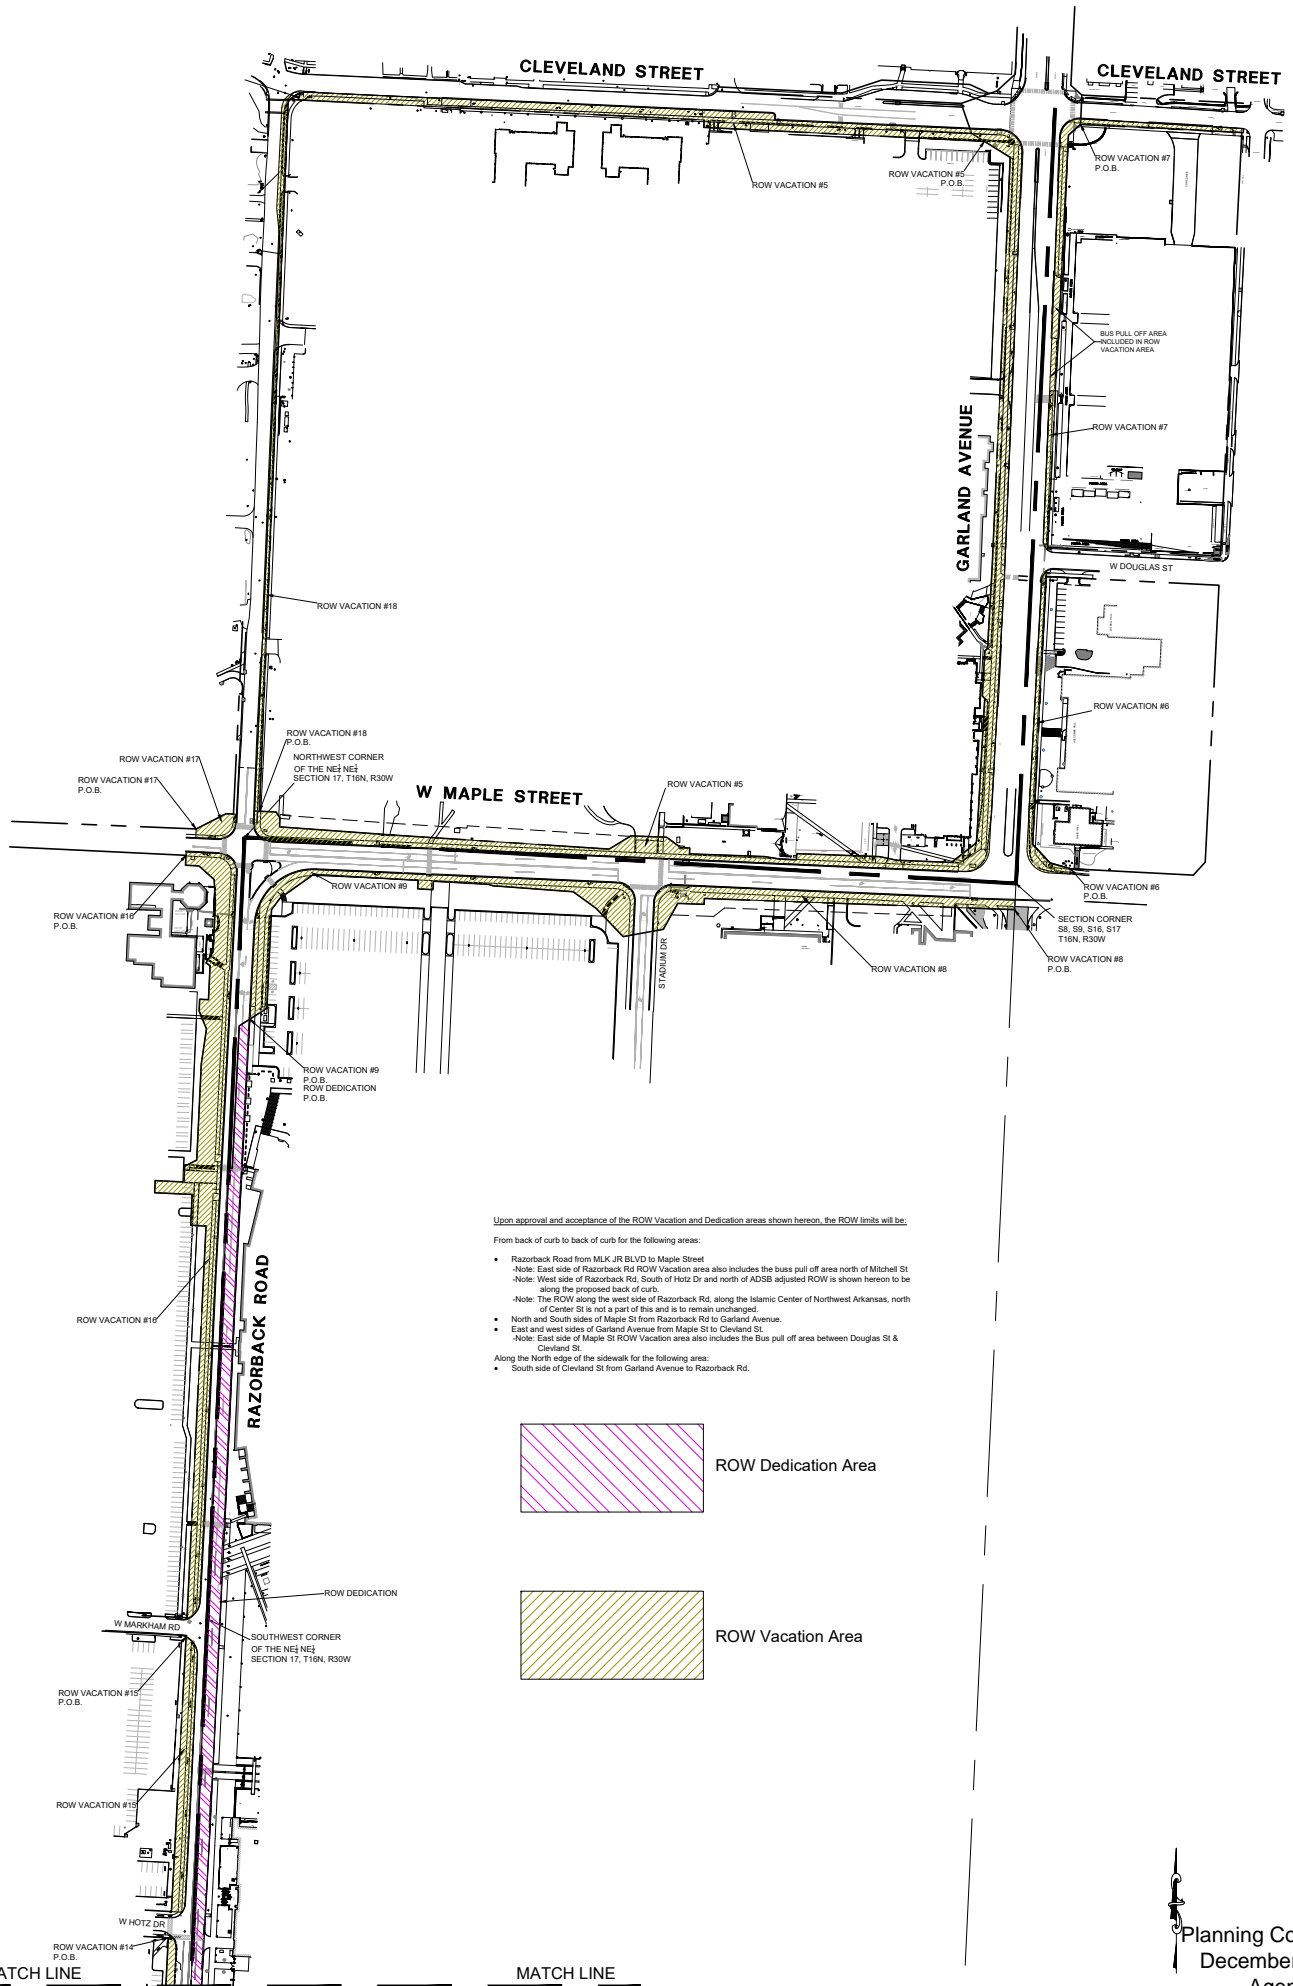 CLEVELAND STREET
CLEVELAND STREET
ROW VACATION #7
P.O.B.
ROW VACATION #5
P.O.B.
ROW VACATION #5
BUS PULL OFF AREA
INCLUDED IN ROW
VACATION AREA
GARLAND AVENUE
ROW VACATION #7
W DOUGLAS ST
ROW VACATION #18
ROW VACATION #6
ROW VACATION #18
P.O.B.
NORTHWEST CORNER
OF THE NE¼ NE¼
SECTION 17, T16N, R30W
ROW VACATION #17
ROW VACATION #17
P.O.B.
W MAPLE STREET
ROW VACATION #5
ROW VACATION #9
ROW VACATION #6
P.O.B.
ROW VACATION #16
P.O.B.
SECTION CORNER
S8, S9, S16, S17
T16N, R30W
STADIUM DR
ROW VACATION #8
ROW VACATION #8
P.O.B.
ROW VACATION #9
P.O.B.
ROW DEDICATION
P.O.B.
Upon approval and acceptance of the ROW Vacation and Dedication areas shown hereon, the ROW limits will be:
From back of curb to back of curb for the following areas:
• Razorback Road from MLK JR BLVD to Maple Street
-Note: East side of Razorback Rd ROW Vacation area also includes the buss pull off area north of Mitchell St
-Note: West side of Razorback Rd, South of Hotz Dr and north of ADSB adjusted ROW is shown hereon to be
along the proposed back of curb.
-Note: The ROW along the west side of Razorback Rd, along the Islamic Center of Northwest Arkansas, north
of Center St is not a part of this and is to remain unchanged.
• North and South sides of Maple St from Razorback Rd to Garland Avenue.
• East and west sides of Garland Avenue from Maple St to Clevland St.
-Note: East side of Maple St ROW Vacation area also includes the Bus pull off area between Douglas St &
Clevland St.
Along the North edge of the sidewalk for the following area:
• South side of Clevland St from Garland Avenue to Razorback Rd.
RAZORBACK ROAD
ROW VACATION #16
ROW Dedication Area
ROW DEDICATION
W MARKHAM RD
SOUTHWEST CORNER
OF THE NE¼ NE¼
SECTION 17, T16N, R30W
ROW Vacation Area
ROW VACATION #15
P.O.B.
ROW VACATION #15
W HOTZ DR
ROW VACATION #14
P.O.B.
ATCH LINE
MATCH LINE
Planning Co
December
Agen